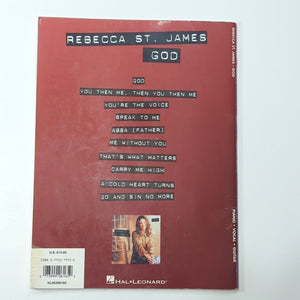 REBECCA ST. JAMES
GOD
GOD
YOU THEN ME, THEN YOU THEN ME
YOU'RE THE VOICE
SPEAK TO ME
ABBA (FATHER)
ME WITHOUT YOU
THAT'S WHAT MATTERS
CARRY ME HIGH
A COLD HEART TURNS
GO AND SIN NO MORE
HAL•LEONARD
REBECCA ST. JAMES • GOD
PIANO • VOCAL • GUITAR